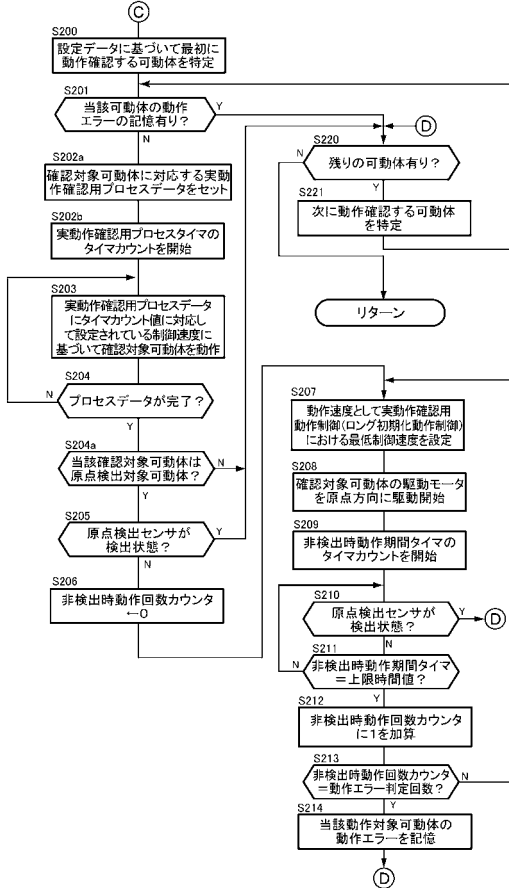 C
S200
設定データに基づいて最初に
動作確認する可動体を特定
S201
当該可動体の動作
エラーの記憶有り？
Y
N
S202a
確認対象可動体に対応する実動
作確認用プロセスデータをセット
S202b
実動作確認用プロセスタイマの
タイマカウントを開始
S203
実動作確認用プロセスデータ
にタイマカウント値に対応し
て設定されている制御速度に
基づいて確認対象可動体を動作
S204
プロセスデータが完了？
N
Y
S204a
当該確認対象可動体は
原点検出対象可動体？
N
Y
S205
原点検出センサが
検出状態？
Y
N
S206
非検出時動作回数カウンタ
←0
D
S220
残りの可動体有り？
N
Y
S221
次に動作確認する可動体
を特定
リターン
S207
動作速度として実動作確認用
動作制御(ロング初期化動作制御)
における最低制御速度を設定
S208
確認対象可動体の駆動モータ
を原点方向に駆動開始
S209
非検出時動作期間タイマの
タイマカウントを開始
S210
原点検出センサが
検出状態？
Y
D
N
S211
非検出時動作期間タイマ
＝上限時間値？
N
Y
S212
非検出時動作回数カウンタ
に1を加算
S213
非検出時動作回数カウンタ
＝動作エラー判定回数？
N
Y
S214
当該動作対象可動体の
動作エラーを記憶
D